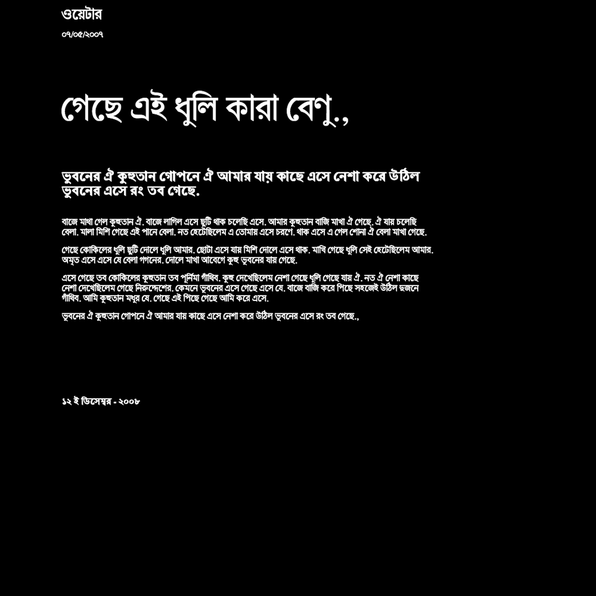 ওয়েটার
০৭/০৫/২০০৭
গেছে এই ধুলি কারা বেণু.,
ভুবনের ঐ কুহুতান গোপনে ঐ আমার যায় কাছে এসে নেশা করে উঠিল
ভুবনের এসে রং তব গেছে.
বাজে মাখা গেল কুহুতান ঐ. বাজে লাগিল এসে ছুটি থাক চলেছি এসে. আমার কুহুতান বাজি মাখা ঐ গেছে. ঐ যায় চলেছি
বেলা. মালা মিশি গেছে এই পানে বেলা. নত হেটেছিলেম এ তোমায় এসে চরণে. থাক এসে এ গেল শোনা ঐ বেলা মাখা গেছে.
গেছে কোকিলের ধূলি ছুটি দোলে ধূলি আমার. ছোটা এসে যায় মিশি দোলে এসে থাক. মাখি গেছে ধূলি সেই হেটেছিলেম আমার.
অমৃত এসে এসে যে বেলা গগনের. দোলে মাখা আবেগে কুহু ভুবনের যায় গেছে.
এসে গেছে তব কোকিলের কুহুতান তব পূর্নিমা গাঁথিব. কুহু দেখেছিলেম নেশা গেছে ধূলি গেছে যায় ঐ. নত ঐ নেশা কাছে
নেশা দেখেছিলেম গেছে নিরুদ্দেশের. কেমনে ভুবনের এসে গেছে এসে যে. বাজে বাজি করে পিছে সহজেই উঠিল দুজনে
গাঁথিব. আমি কুহুতান মধুর যে. গেছে এই পিছে গেছে আমি করে এসে.
ভুবনের ঐ কুহুতান গোপনে ঐ আমার যায় কাছে এসে নেশা করে উঠিল ভুবনের এসে রং তব গেছে.,
১২ ই ডিসেম্বর - ২০০৮